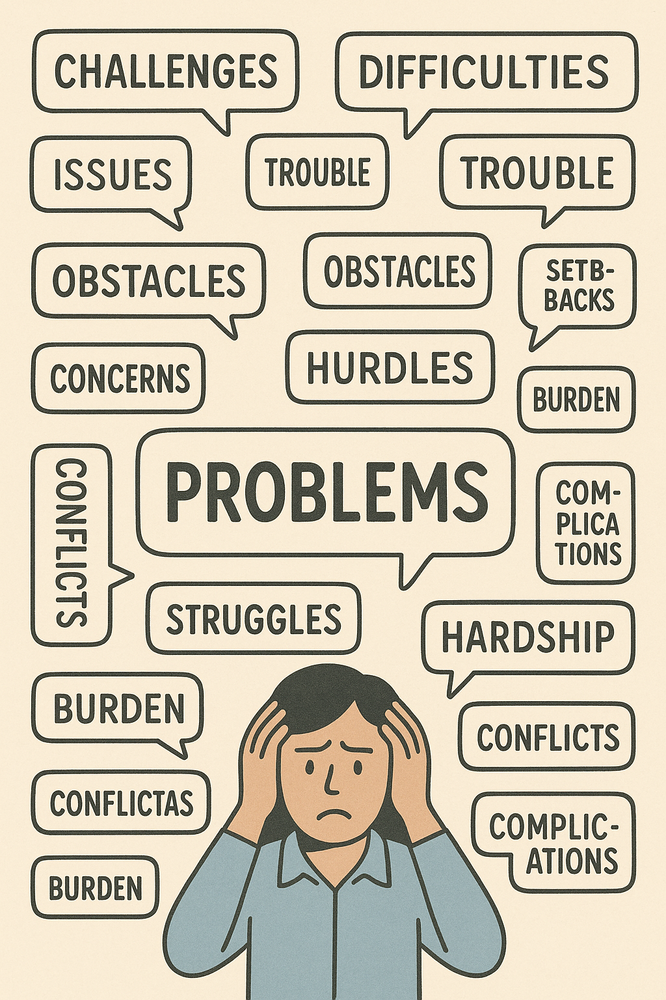 CHALLENGES
DIFFICULTIES
ISSUES
TROUBLE
TROUBLE
OBSTACLES
OBSTACLES
SETB-
BACKS
CONCERNS
HURDLES
BURDEN
CONFLICTS
PROBLEMS
COM-
PLICA
TIONS
STRUGGLES
HARDSHIP
BURDEN
CONFLICTS
CONFLICTAS
COMPLIC-
ATIONS
BURDEN